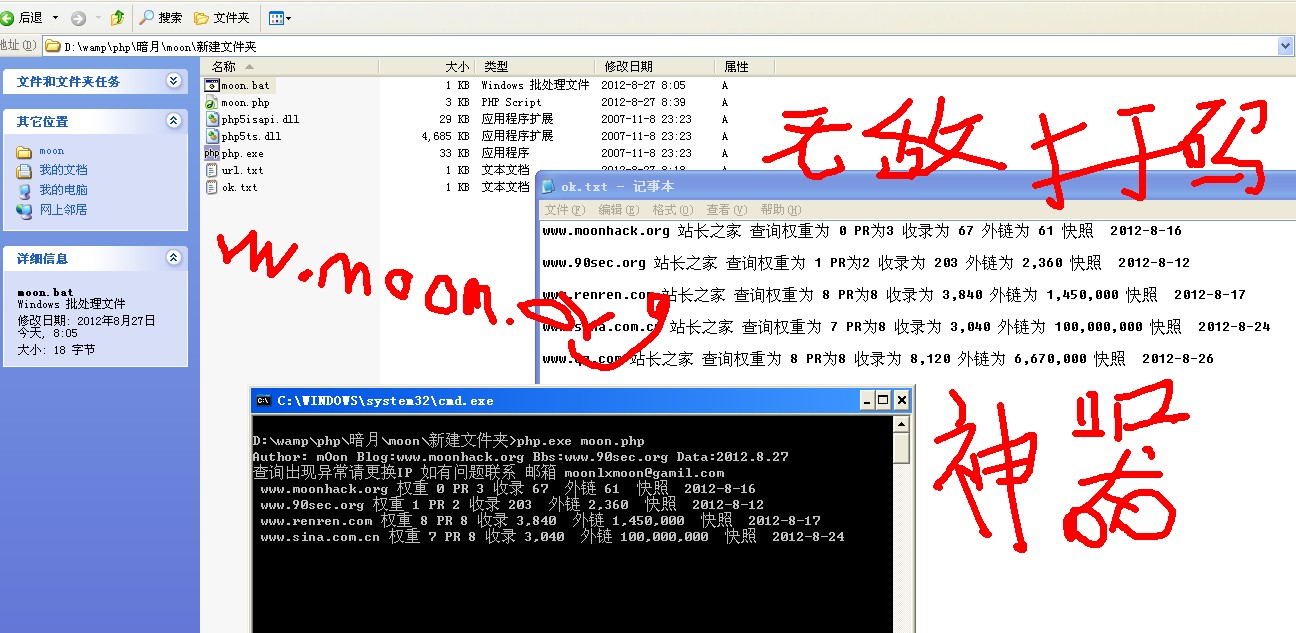 后退 搜索 文件夹
地址(D) D:\wamp\php\暗月\moon\新建文件夹
文件和文件夹任务
其它位置
moon
我的文档
我的电脑
网上邻居
详细信息
moon.bat
Windows 批处理文件
修改日期: 2012年8月27日
今天, 8:05
大小: 18 字节
名称 大小 类型 修改日期 属性
moon.bat 1 KB Windows 批处理文件 2012-8-27 8:05 A
moon.php 3 KB PHP Script 2012-8-27 8:39 A
php5isapi.dll 29 KB 应用程序扩展 2007-11-8 23:23 A
php5ts.dll 4,685 KB 应用程序扩展 2007-11-8 23:23 A
php.exe 33 KB 应用程序 2007-11-8 23:23 A
url.txt 1 KB 文本文档 2012-8-27 8:19 A
ok.txt 1 KB 文本文档
无敌 打码
ok.txt - 记事本
文件(F) 编辑(E) 格式(O) 查看(V) 帮助(H)
www.moonhack.org 站长之家 查询权重为 0 PR为3 收录为 67 外链为 61 快照 2012-8-16
www.90sec.org 站长之家 查询权重为 1 PR为2 收录为 203 外链为 2,360 快照 2012-8-12
www.renren.com 站长之家 查询权重为 8 PR为8 收录为 3,840 外链为 1,450,000 快照 2012-8-17
www.sina.com.cn 站长之家 查询权重为 7 PR为8 收录为 3,040 外链为 100,000,000 快照 2012-8-24
www.qq.com 站长之家 查询权重为 8 PR为8 收录为 8,120 外链为 6,670,000 快照 2012-8-26
w.moon.org
神器
C:\WINDOWS\system32\cmd.exe
D:\wamp\php\暗月\moon\新建文件夹>php.exe moon.php
Author: mOon Blog:www.moonhack.org Bbs:www.90sec.org Data:2012.8.27
查询出现异常请更换IP 如有问题联系 邮箱 moonlxmoon@gamil.com
www.moonhack.org 权重 0 PR 3 收录 67 外链 61 快照 2012-8-16
www.90sec.org 权重 1 PR 2 收录 203 外链 2,360 快照 2012-8-12
www.renren.com 权重 8 PR 8 收录 3,840 外链 1,450,000 快照 2012-8-17
www.sina.com.cn 权重 7 PR 8 收录 3,040 外链 100,000,000 快照 2012-8-24